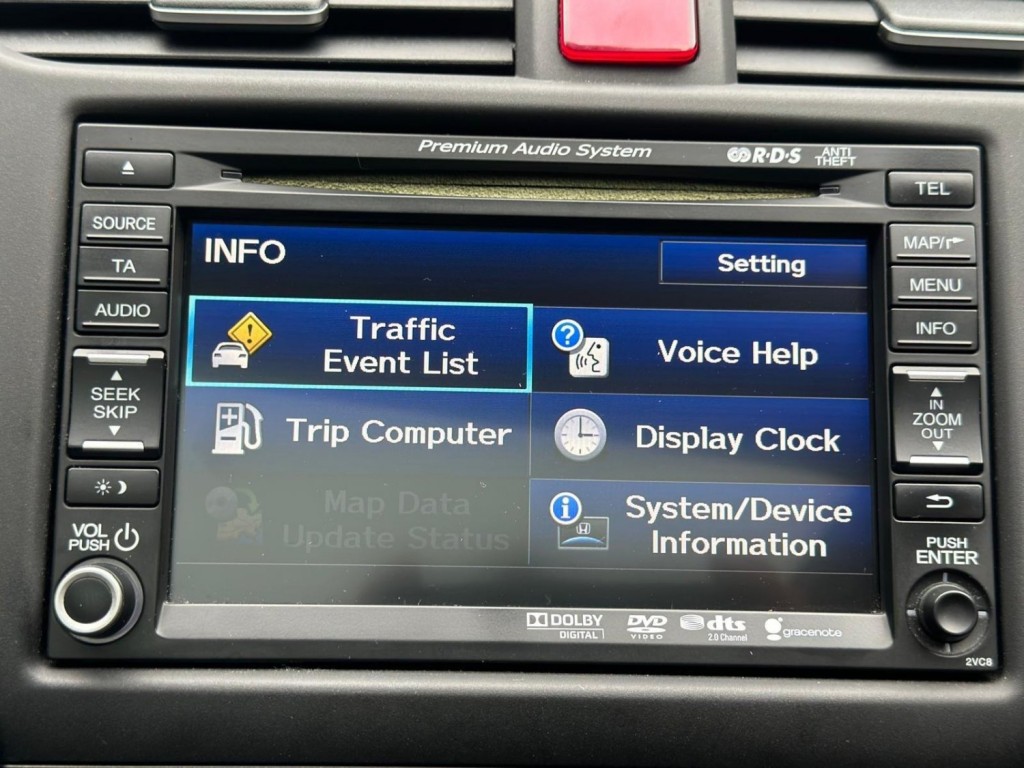 Premium Audio System
R·D·S
ANTI
THEFT
TEL
SOURCE
TA
AUDIO
SEEK
SKIP
VOL
PUSH
INFO
Setting
Traffic
Event List
Voice Help
Trip Computer
Display Clock
Map Data
Update Status
System/Device
Information
MAP/
MENU
INFO
IN
ZOOM
OUT
PUSH
ENTER
DOLBY
DIGITAL
DVD
VIDEO
dts
2.0 Channel
gracenote
2VC8